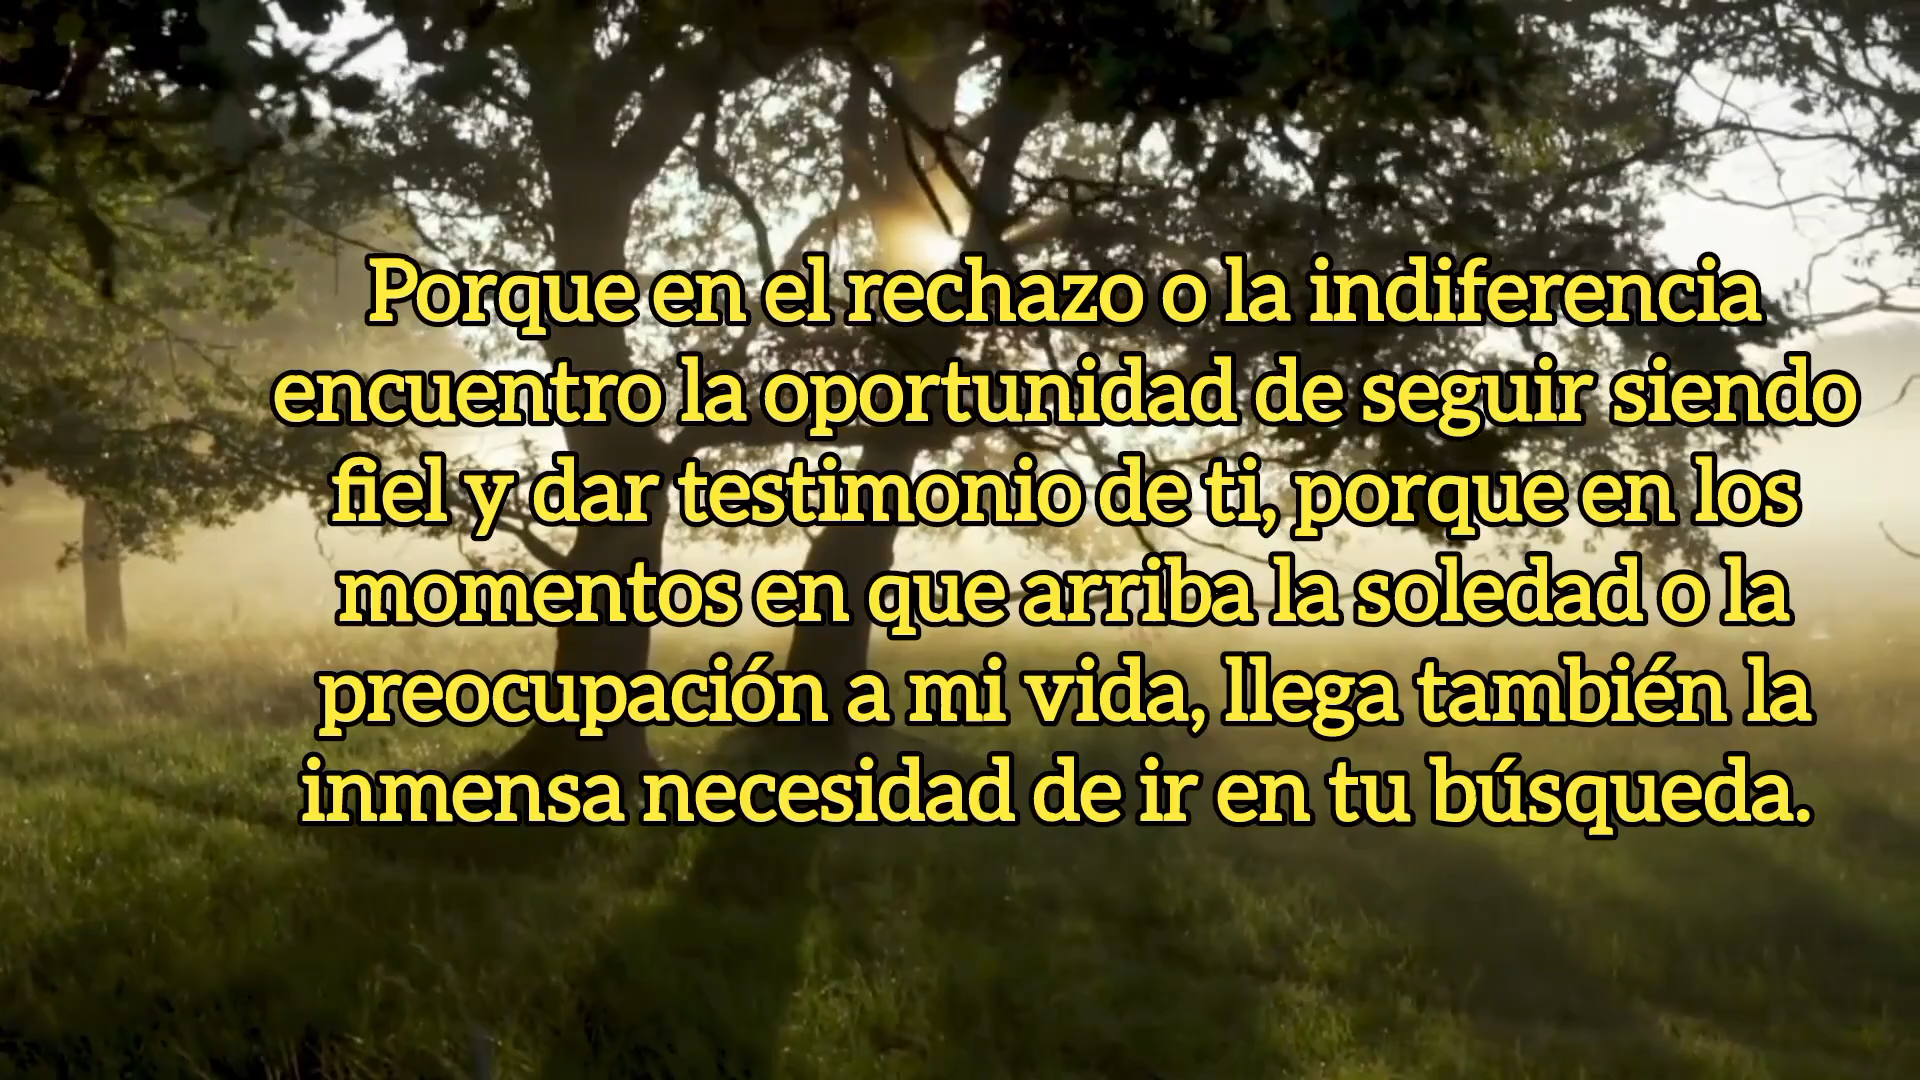 Porque en el rechazo o la indiferencia
encuentro la oportunidad de seguir siendo
fiel y dar testimonio de ti, porque en los
momentos en que arriba la soledad o la
preocupación a mi vida, llega también la
inmensa necesidad de ir en tu búsqueda.